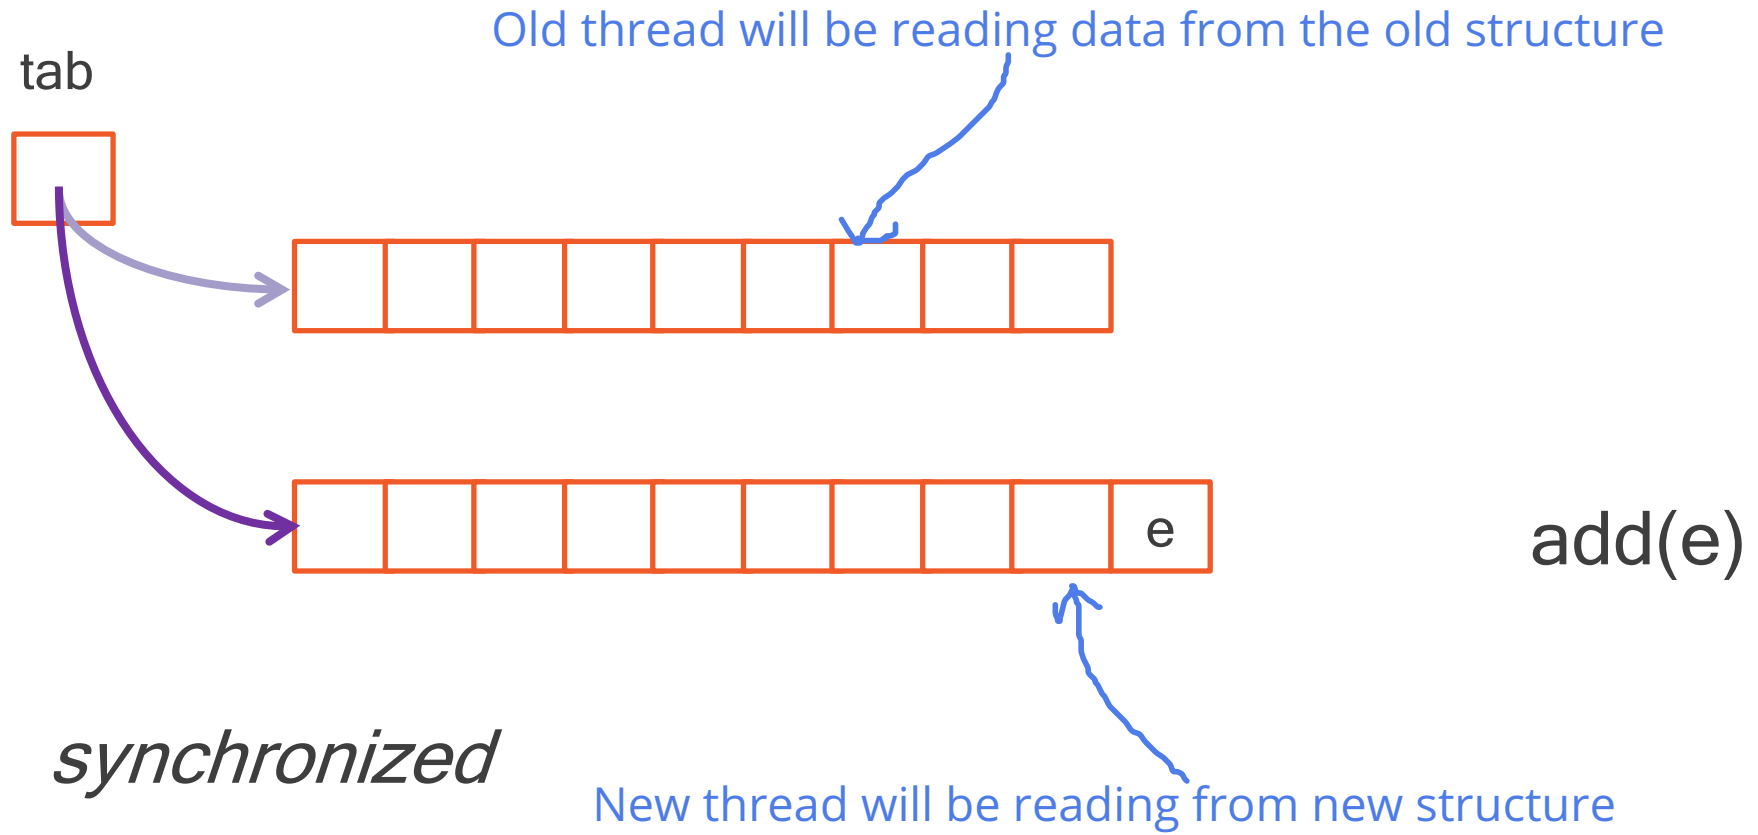 Old thread will be reading data from the old structure
tab
e
add(e)
synchronized
New thread will be reading from new structure